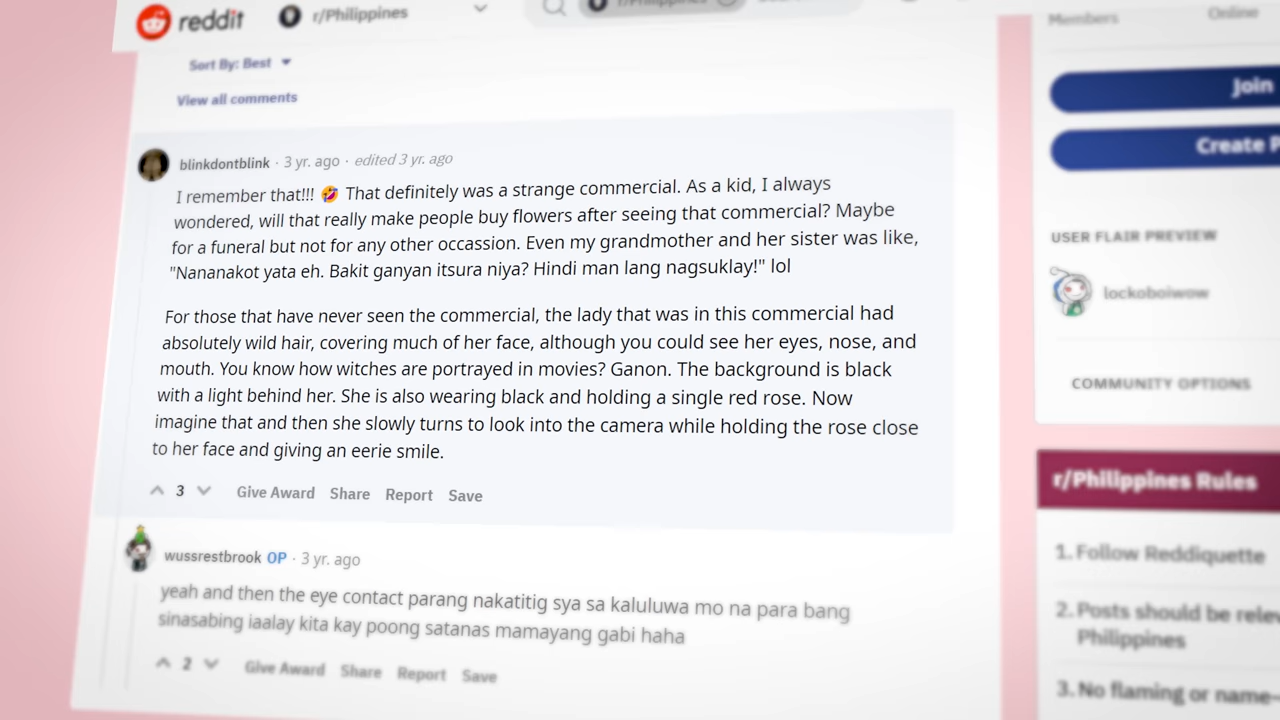 reddit
r/Philippines
r/Philippines
Members
Online
Sort By: Best
View all comments
Join
Create P
blinkdontblink · 3 yr. ago · edited 3 yr. ago
I remember that!!! 🤣 That definitely was a strange commercial. As a kid, I always
wondered, will that really make people buy flowers after seeing that commercial? Maybe
for a funeral but not for any other occassion. Even my grandmother and her sister was like,
"Nananakot yata eh. Bakit ganyan itsura niya? Hindi man lang nagsuklay!" lol
For those that have never seen the commercial, the lady that was in this commercial had
absolutely wild hair, covering much of her face, although you could see her eyes, nose, and
mouth. You know how witches are portrayed in movies? Ganon. The background is black
with a light behind her. She is also wearing black and holding a single red rose. Now
imagine that and then she slowly turns to look into the camera while holding the rose close
to her face and giving an eerie smile.
3 Give Award Share Report Save
wussrestbrook OP · 3 yr. ago
yeah and then the eye contact parang nakatitig sya sa kaluluwa mo na para bang
sinasabing iaalay kita kay poong satanas mamayang gabi haha
2 Give Award Share Report Save
USER FLAIR PREVIEW
lockoboiwow
COMMUNITY OPTIONS
r/Philippines Rules
1. Follow Reddiquette
2. Posts should be relev
Philippines
3. No flaming or name-